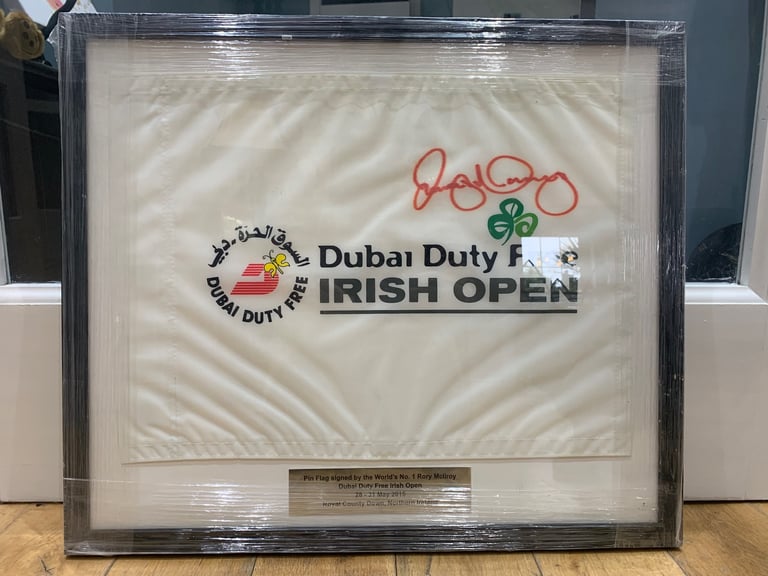 السوق الحرة - دبي
DUBAI DUTY FREE
Dubai Duty Free
IRISH OPEN
Pin Flag signed by the World's No. 1 Rory McIlroy
Dubai Duty Free Irish Open
28 - 31 May 2015
Royal County Down, Northern Ireland